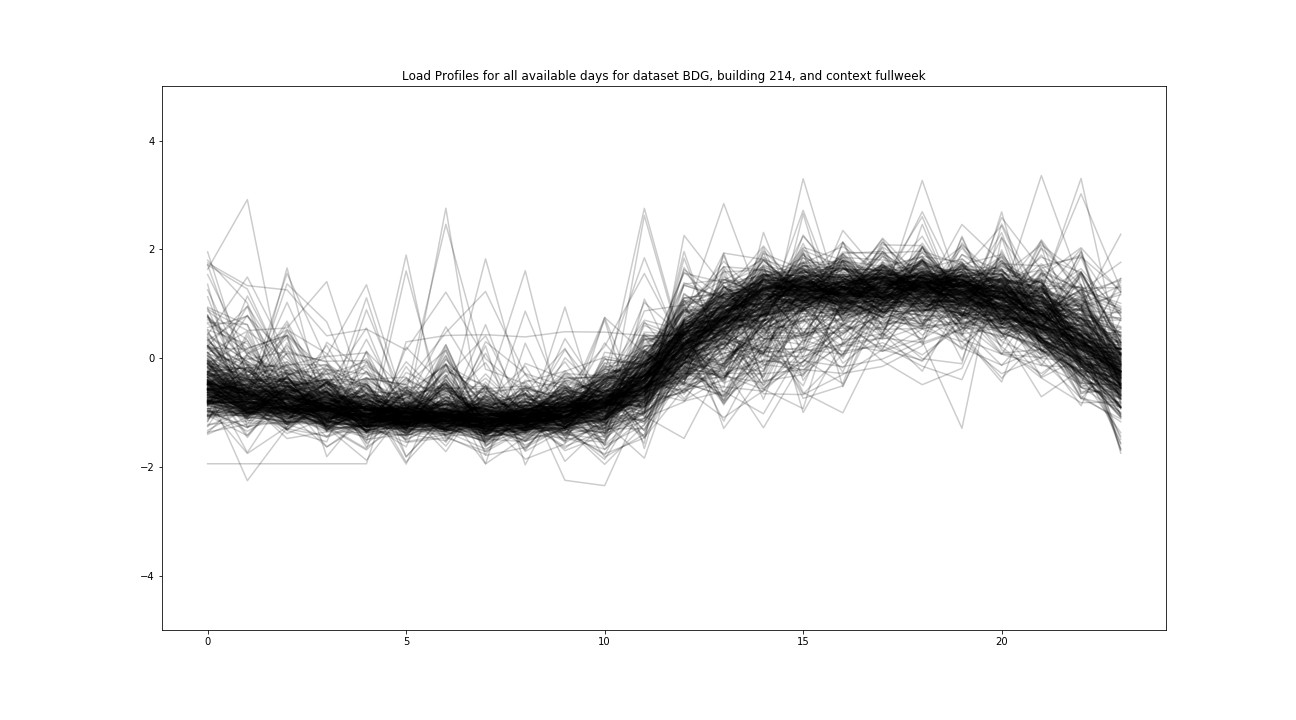 Load Profiles for all available days for dataset BDG, building 214, and context fullweek
4
2
0
−2
−4
0 5 10 15 20